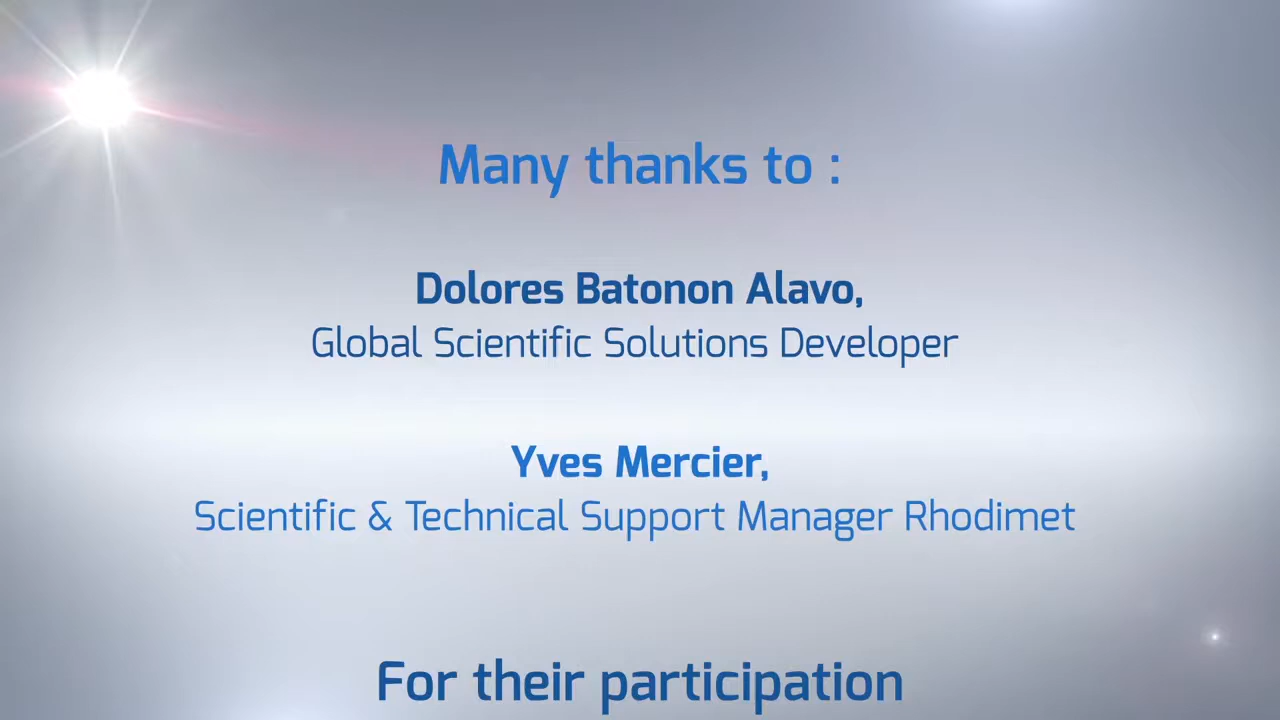 Many thanks to :
Dolores Batonon Alavo,
Global Scientific Solutions Developer
Yves Mercier,
Scientific & Technical Support Manager Rhodimet
For their participation